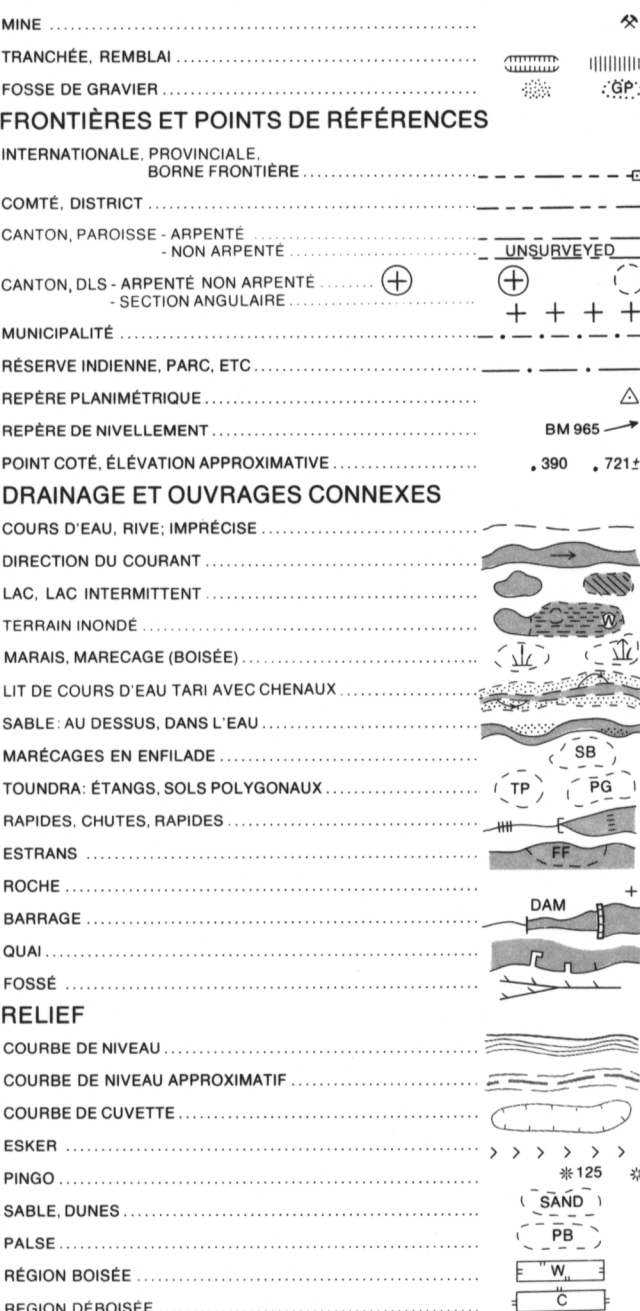 MINE
TRANCHÉE, REMBLAI
FOSSE DE GRAVIER GP
FRONTIÈRES ET POINTS DE RÉFÉRENCES
INTERNATIONALE, PROVINCIALE,
BORNE FRONTIÈRE
COMTÉ, DISTRICT
CANTON, PAROISSE - ARPENTÉ
- NON ARPENTÉ UNSURVEYED
CANTON, DLS - ARPENTÉ NON ARPENTÉ
- SECTION ANGULAIRE
MUNICIPALITÉ
RÉSERVE INDIENNE, PARC, ETC
REPÈRE PLANIMÉTRIQUE
REPÈRE DE NIVELLEMENT BM 965
POINT COTÉ, ÉLÉVATION APPROXIMATIVE .390 .721±
DRAINAGE ET OUVRAGES CONNEXES
COURS D'EAU, RIVE; IMPRÉCISE
DIRECTION DU COURANT
LAC, LAC INTERMITTENT
TERRAIN INONDÉ W
MARAIS, MARECAGE (BOISÉE)
LIT DE COURS D'EAU TARI AVEC CHENAUX
SABLE: AU DESSUS, DANS L'EAU
MARÉCAGES EN ENFILADE SB
TOUNDRA: ÉTANGS, SOLS POLYGONAUX TP PG
RAPIDES, CHUTES, RAPIDES
ESTRANS FF
ROCHE
BARRAGE DAM
QUAI
FOSSÉ
RELIEF
COURBE DE NIVEAU
COURBE DE NIVEAU APPROXIMATIF
COURBE DE CUVETTE
ESKER
PINGO 125
SABLE, DUNES SAND
PALSE PB
RÉGION BOISÉE W
REGION DÉBOISÉE C